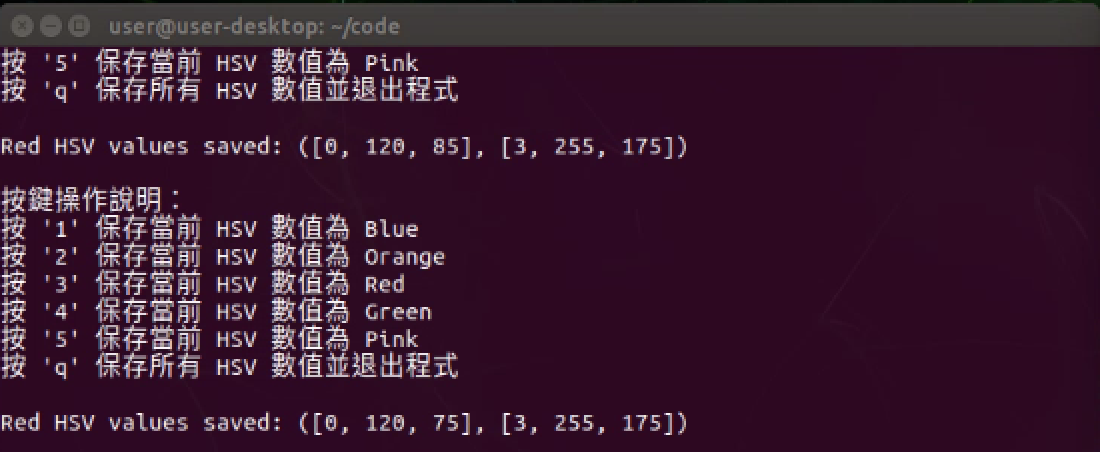 user@user-desktop: ~/code
按 '5' 保存當前 HSV 數值為 Pink
按 'q' 保存所有 HSV 數值並退出程式
Red HSV values saved: ([0, 120, 85], [3, 255, 175])
按鍵操作說明：
按 '1' 保存當前 HSV 數值為 Blue
按 '2' 保存當前 HSV 數值為 Orange
按 '3' 保存當前 HSV 數值為 Red
按 '4' 保存當前 HSV 數值為 Green
按 '5' 保存當前 HSV 數值為 Pink
按 'q' 保存所有 HSV 數值並退出程式
Red HSV values saved: ([0, 120, 75], [3, 255, 175])